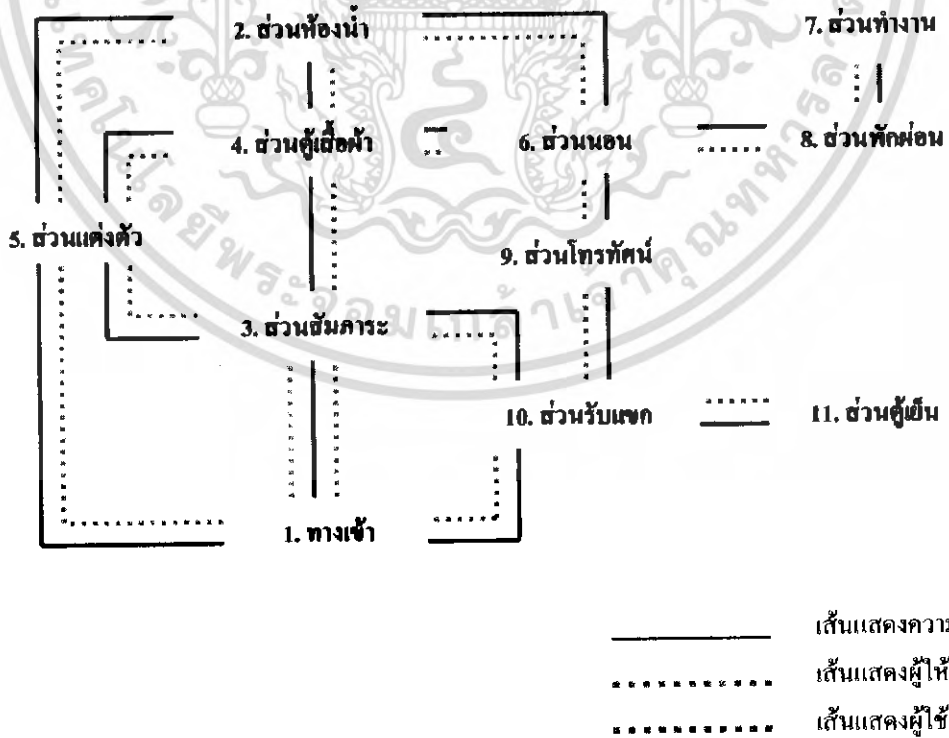 2. ส่วนห้องน้ำ
7. ส่วนทำงาน
4. ส่วนตู้เสื้อผ้า
6. ส่วนนอน
8. ส่วนพักผ่อน
5. ส่วนแต่งตัว
9. ส่วนโทรทัศน์
3. ส่วนสัมภาระ
10. ส่วนรับแขก
11. ส่วนตู้เย็น
1. ทางเข้า
เส้นแสดงความ
เส้นแสดงผู้ให้
เส้นแสดงผู้ใช้